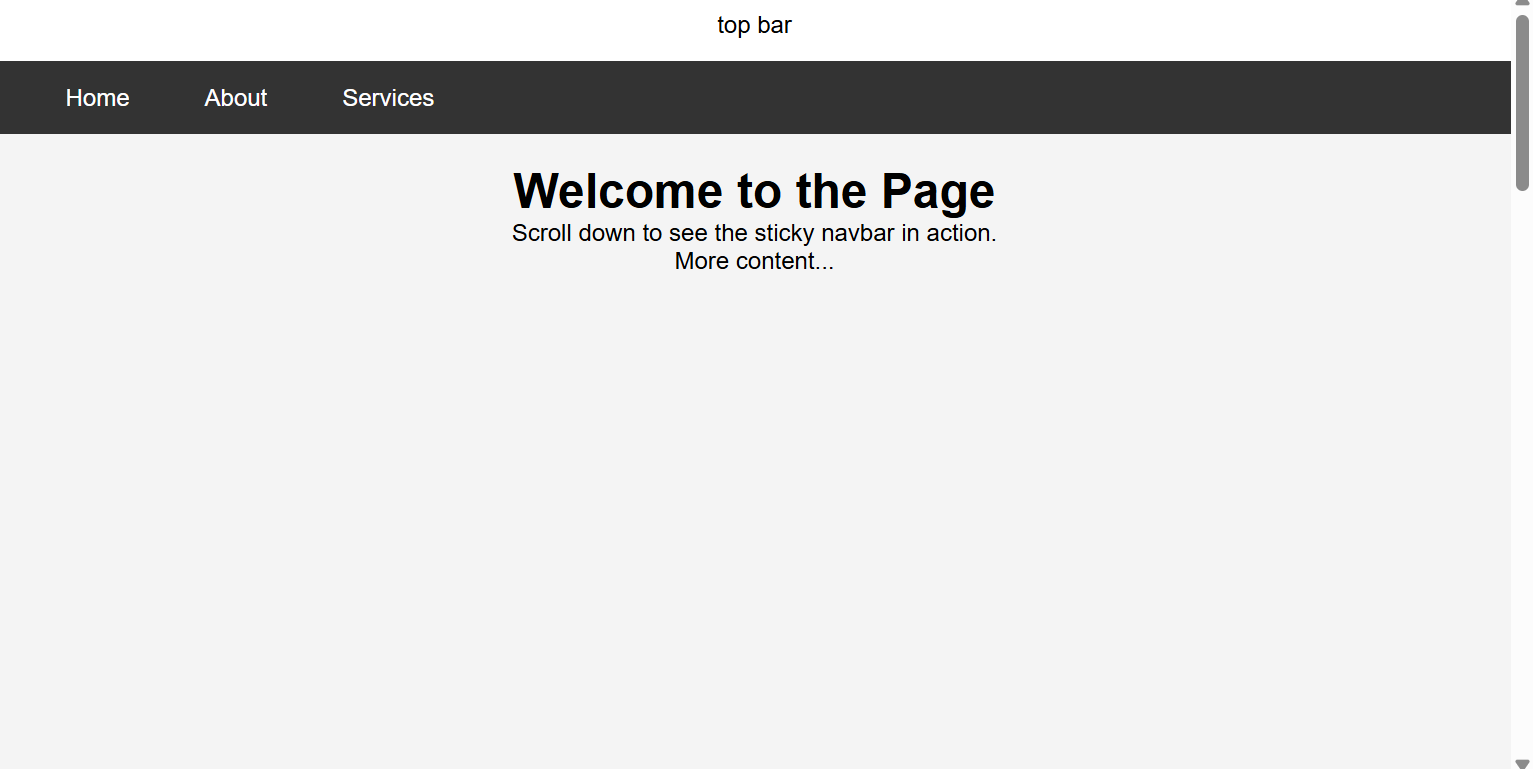 top bar
Home About Services
Welcome to the Page
Scroll down to see the sticky navbar in action.
More content...